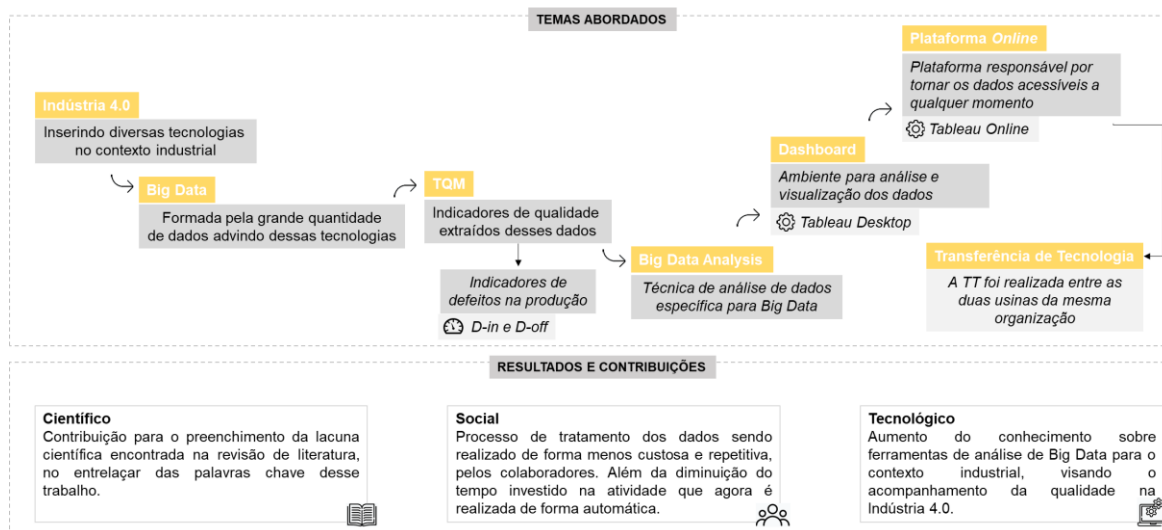 TEMAS ABORDADOS
Indústria 4.0
Inserindo diversas tecnologias
no contexto industrial
Big Data
Formada pela grande quantidade
de dados advindo dessas tecnologias
TQM
Indicadores de qualidade
extraídos desses dados
Indicadores de
defeitos na produção
D-in e D-off
Big Data Analysis
Técnica de análise de dados
especifica para Big Data
Dashboard
Ambiente para análise e
visualização dos dados
Tableau Desktop
Plataforma Online
Plataforma responsável por
tornar os dados acessíveis a
qualquer momento
Tableau Online
Transferência de Tecnologia
A TT foi realizada entre as
duas usinas da mesma
organização
RESULTADOS E CONTRIBUIÇÕES
Científico
Contribuição para o preenchimento da lacuna
científica encontrada na revisão de literatura,
no entrelaçar das palavras chave desse
trabalho.
Social
Processo de tratamento dos dados sendo
realizado de forma menos custosa e repetitiva,
pelos colaboradores. Além da diminuição do
tempo investido na atividade que agora é
realizada de forma automática.
Tecnológico
Aumento do conhecimento sobre
ferramentas de análise de Big Data para o
contexto industrial, visando o
acompanhamento da qualidade na
Indústria 4.0.